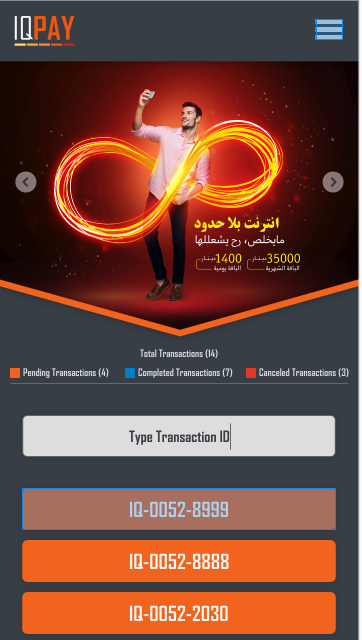 IQPAY
انترنت بلا حدود
مايخلص، رح يشعللها
35000 دينار 1400 دينار
الباقة الشهرية الباقة يومية
Total Transactions (14)
Pending Transactions (4) Completed Transactions (7) Canceled Transactions (3)
Type Transaction ID
IQ-0052-8999
IQ-0052-8888
IQ-0052-2030